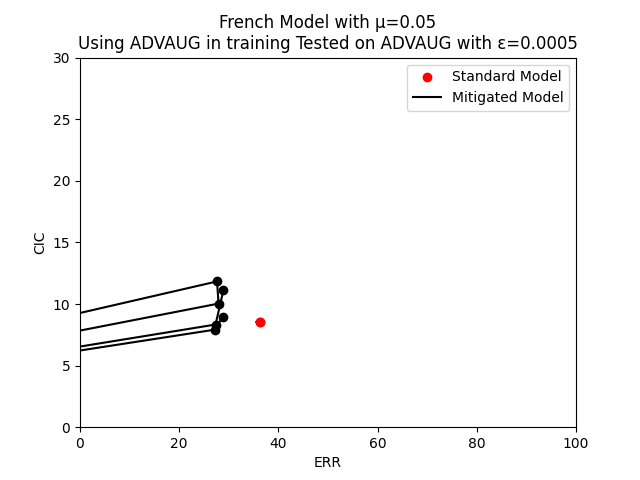 French Model with μ=0.05
Using ADVAUG in training Tested on ADVAUG with ε=0.0005
30
25
20
15
10
5
0
CIC
Standard Model
Mitigated Model
0 20 40 60 80 100
ERR